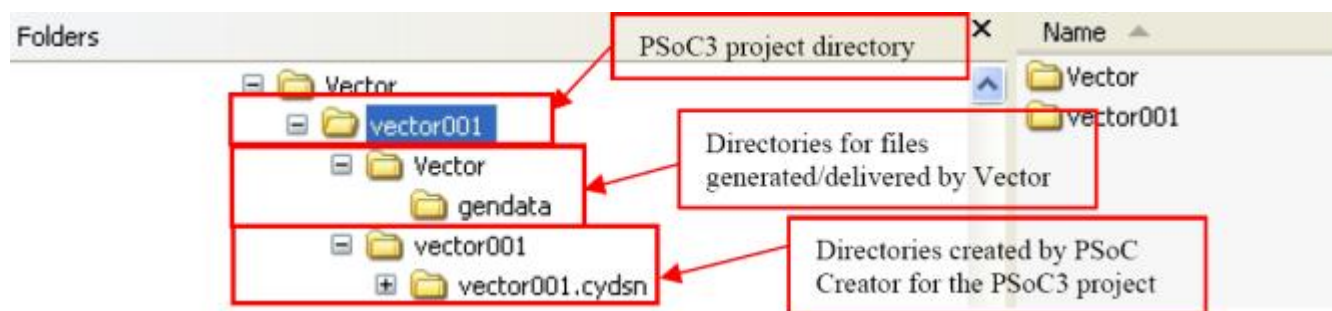 Folders
PSoC3 project directory
×
Name
Vector
vector001
Vector
gendata
vector001
vector001.cydsn
Directories for files
generated/delivered by Vector
Directories created by PSoC
Creator for the PSoC3 project
Vector
vector001